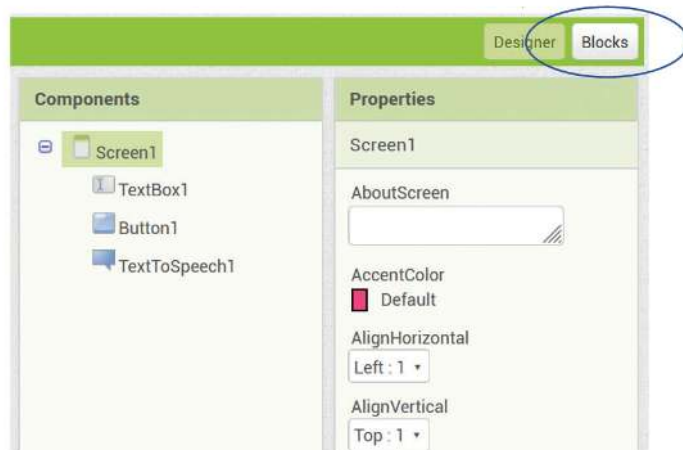 Designer Blocks
Components
Screen1
TextBox1
Button1
TextToSpeech1
Properties
Screen1
AboutScreen
AccentColor
Default
AlignHorizontal
Left : 1
AlignVertical
Top : 1